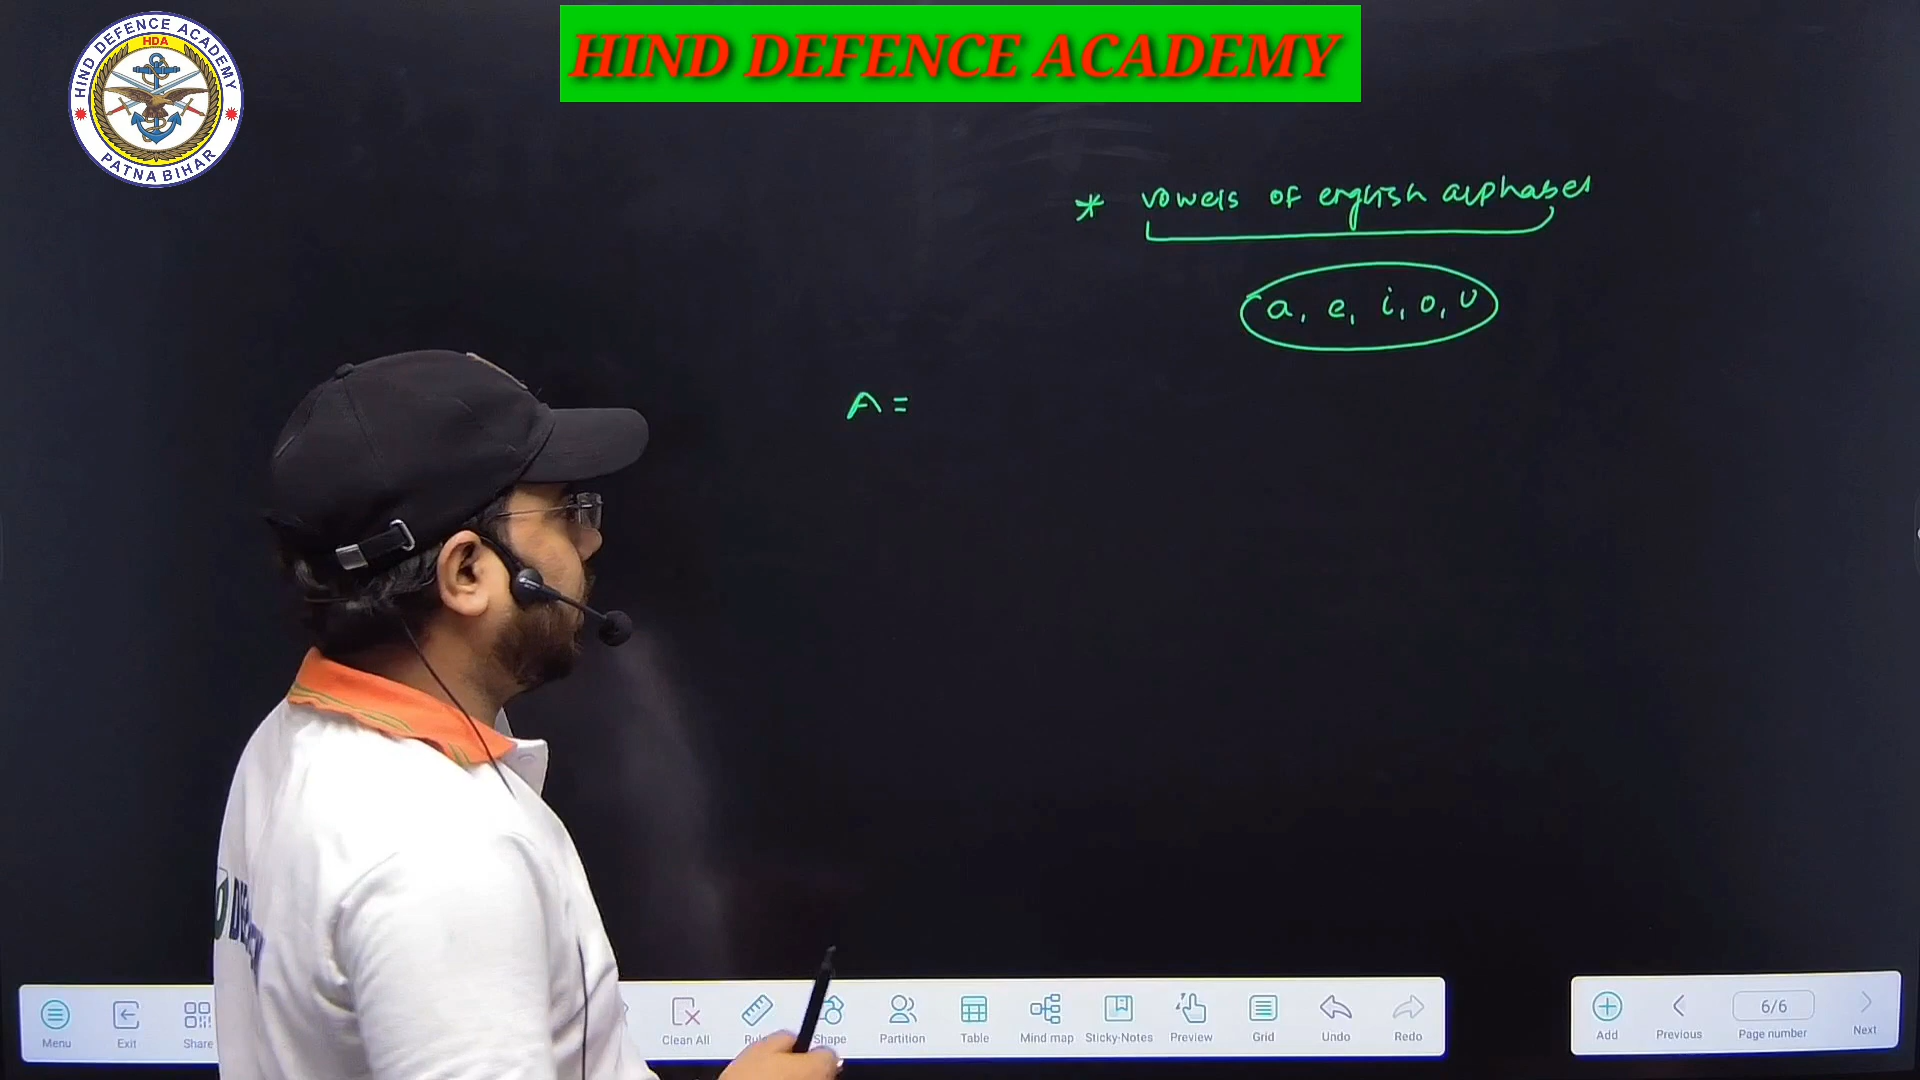 HIND DEFENCE ACADEMY
HIND DEFENCE ACADEMY
HDA
PATNA BIHAR
* vowels of english alphabet
a, e, i, o, u
A =
Menu
Exit
Share
Clean All
Shape
Partition
Table
Mind map
Sticky-Notes
Preview
Grid
Undo
Redo
Add
Previous
6/6
Page number
Next